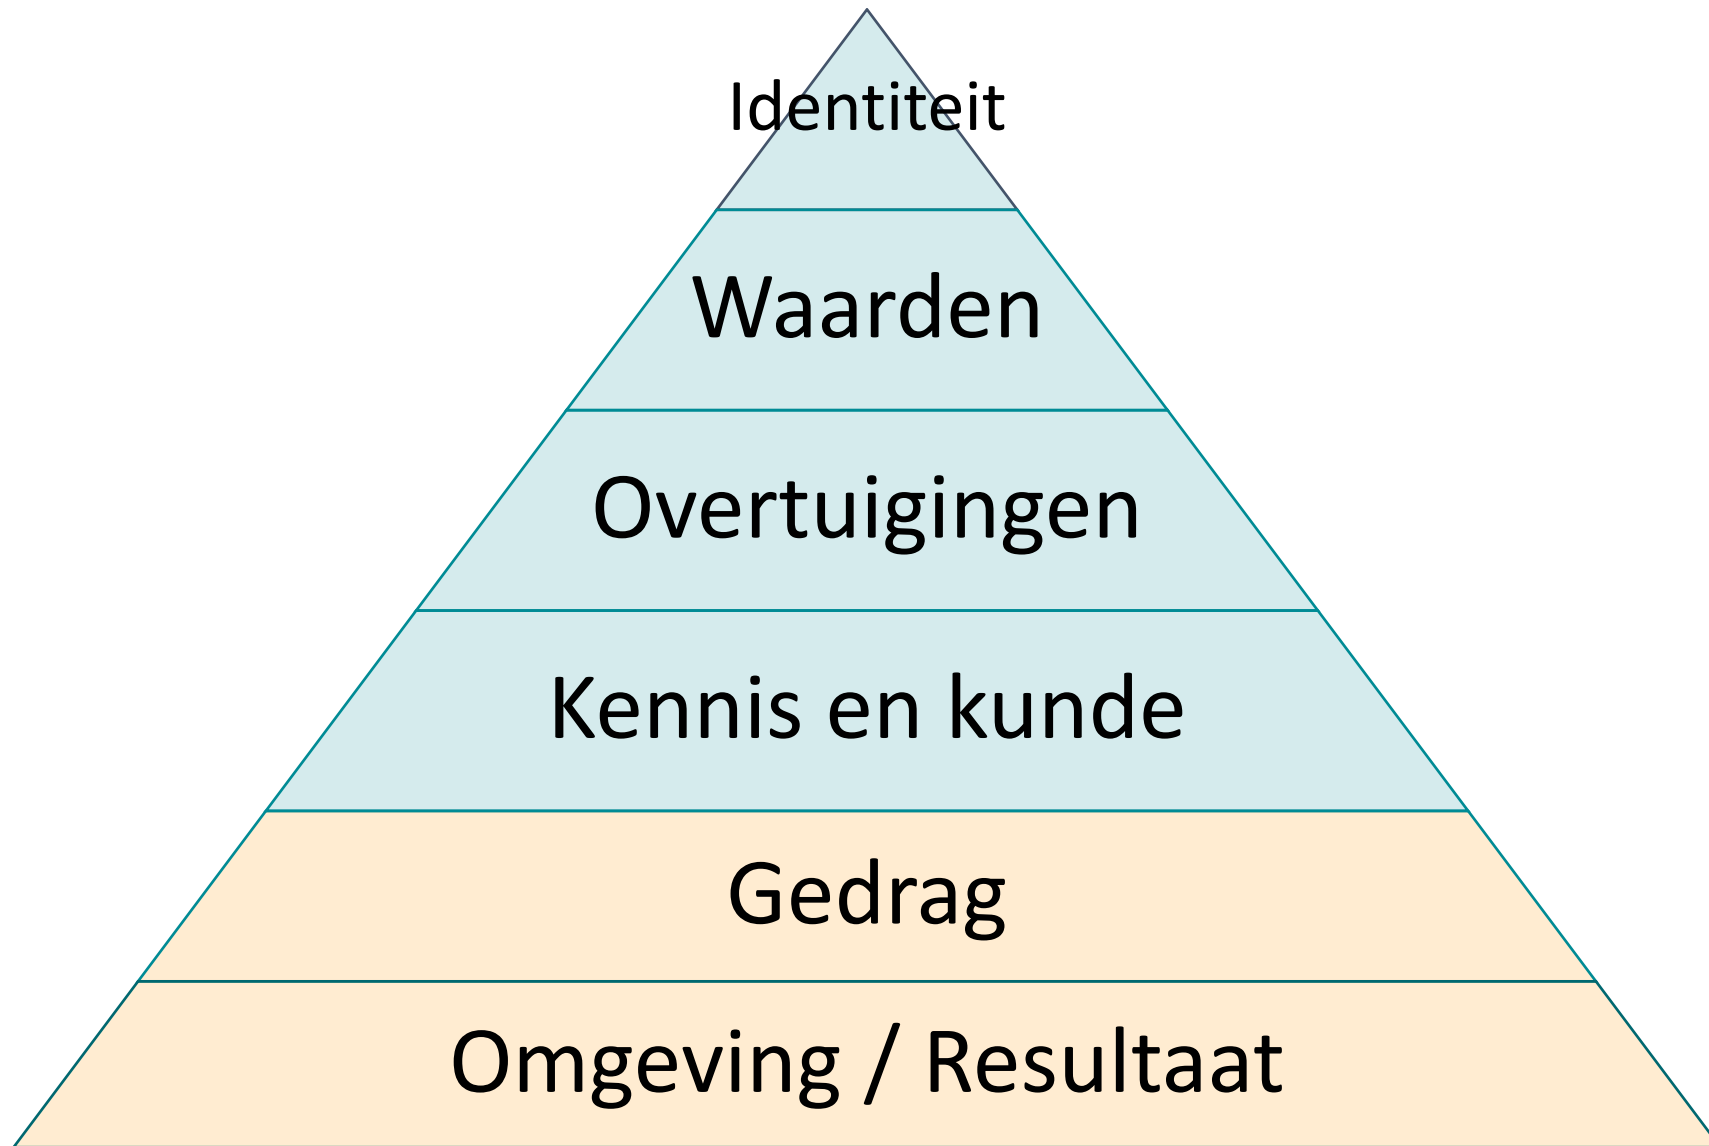 Identiteit
Waarden
Overtuigingen
Kennis en kunde
Gedrag
Omgeving / Resultaat